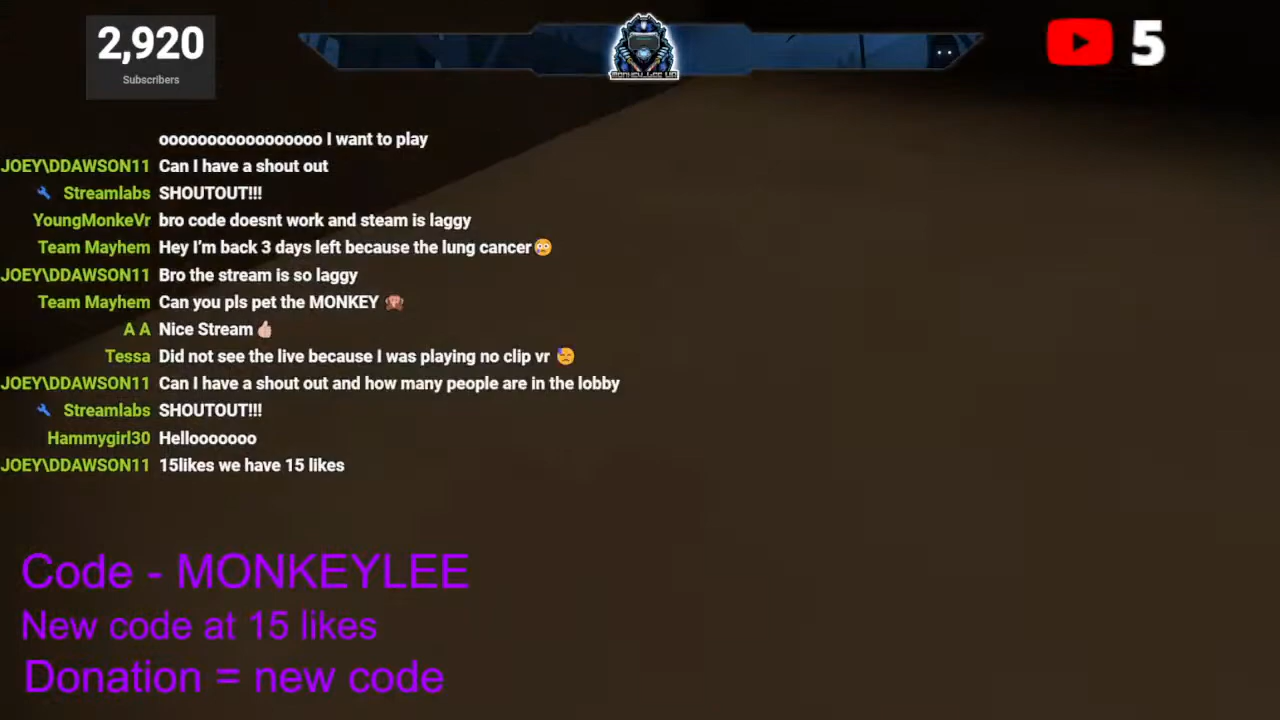 2,920
Subscribers
MONKEY_LEE VR
5
ooooooooooooooooo I want to play
JOEY\DDAWSON11 Can I have a shout out
Streamlabs SHOUTOUT!!!
YoungMonkeVr bro code doesnt work and steam is laggy
Team Mayhem Hey I'm back 3 days left because the lung cancer😳
JOEY\DDAWSON11 Bro the stream is so laggy
Team Mayhem Can you pls pet the MONKEY 🙊
A A Nice Stream👍🏼
Tessa Did not see the live because I was playing no clip vr 😓
JOEY\DDAWSON11 Can I have a shout out and how many people are in the lobby
Streamlabs SHOUTOUT!!!
Hammygirl30 Hellooooooo
JOEY\DDAWSON11 15likes we have 15 likes
Code - MONKEYLEE
New code at 15 likes
Donation = new code